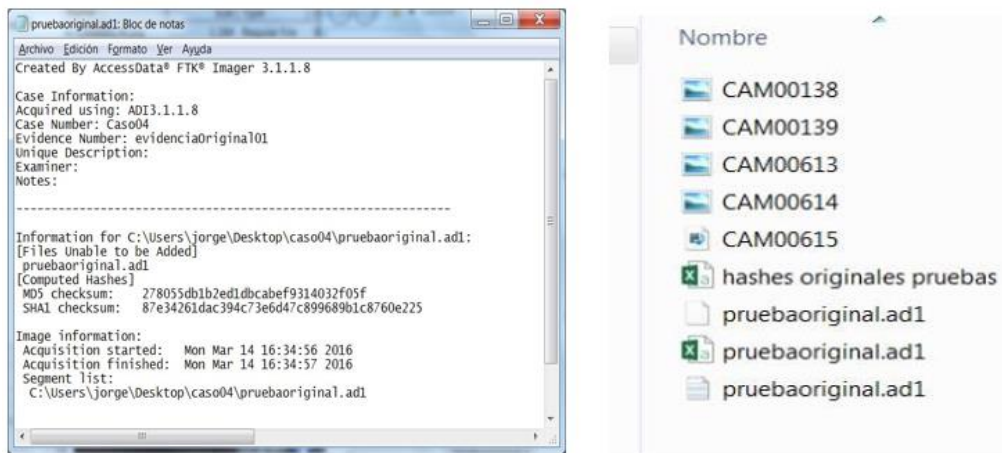 pruebaoriginal.ad1: Bloc de notas
Archivo Edición Formato Ver Ayuda
Created By AccessData® FTK® Imager 3.1.1.8
Case Information:
Acquired using: ADI3.1.1.8
Case Number: Caso04
Evidence Number: evidenciaOriginal01
Unique Description:
Examiner:
Notes:
--------------------------------------------------------------
Information for C:\Users\jorge\Desktop\caso04\pruebaoriginal.ad1:
[Files Unable to be Added]
pruebaoriginal.ad1
[Computed Hashes]
MD5 checksum: 278055db1b2ed1dbcabef9314032f05f
SHA1 checksum: 87e34261dac394c73e6d47c899689b1c8760e225
Image information:
Acquisition started: Mon Mar 14 16:34:56 2016
Acquisition finished: Mon Mar 14 16:34:57 2016
Segment list:
C:\Users\jorge\Desktop\caso04\pruebaoriginal.ad1
Nombre
CAM00138
CAM00139
CAM00613
CAM00614
CAM00615
hashes originales pruebas
pruebaoriginal.ad1
pruebaoriginal.ad1
pruebaoriginal.ad1